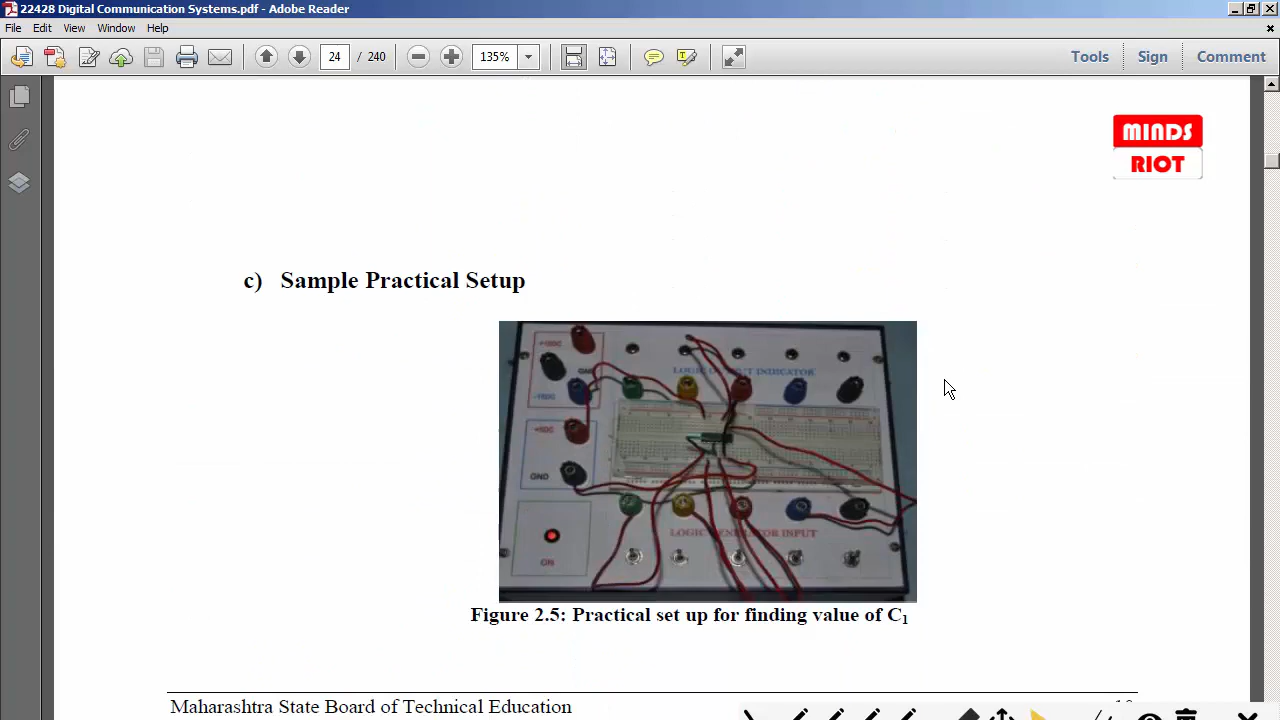 22428 Digital Communication Systems.pdf - Adobe Reader
File Edit View Window Help
24 / 240 135% Tools Sign Comment
MINDS
RIOT
c) Sample Practical Setup
LOGIC OUTPUT INDICATOR
GND
LOGIC GENERATOR INPUT
ON
Figure 2.5: Practical set up for finding value of C1
Maharashtra State Board of Technical Education